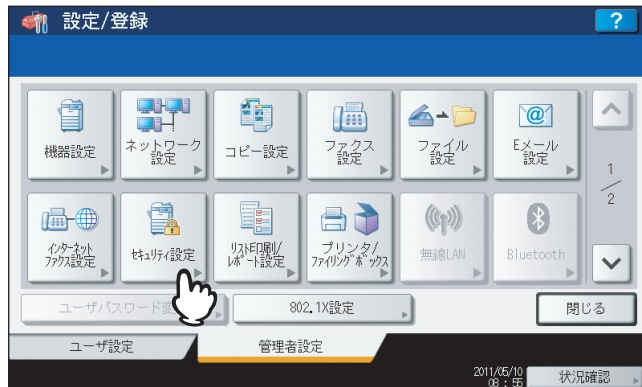 設定/登録
?
機器設定
ネットワーク
設定
コピー設定
ファクス
設定
ファイル
設定
@
Eメール
設定
1
2
インターネット
ファクス設定
セキュリティ設定
リスト印刷/
レポート設定
プリンタ/
ファイリングボックス
無線LAN
Bluetooth
ユーザパスワード変
802.1X設定
閉じる
ユーザ設定
管理者設定
2011/05/10
08:55
状況確認